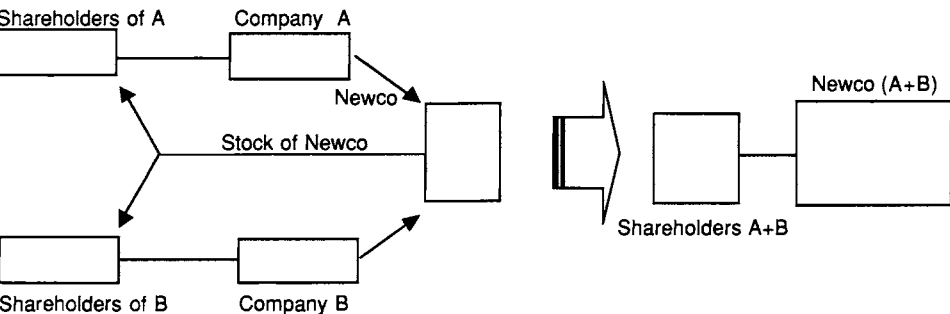 Shareholders of A
Company A
Newco
Newco (A+B)
Stock of Newco
Shareholders A+B
Shareholders of B
Company B